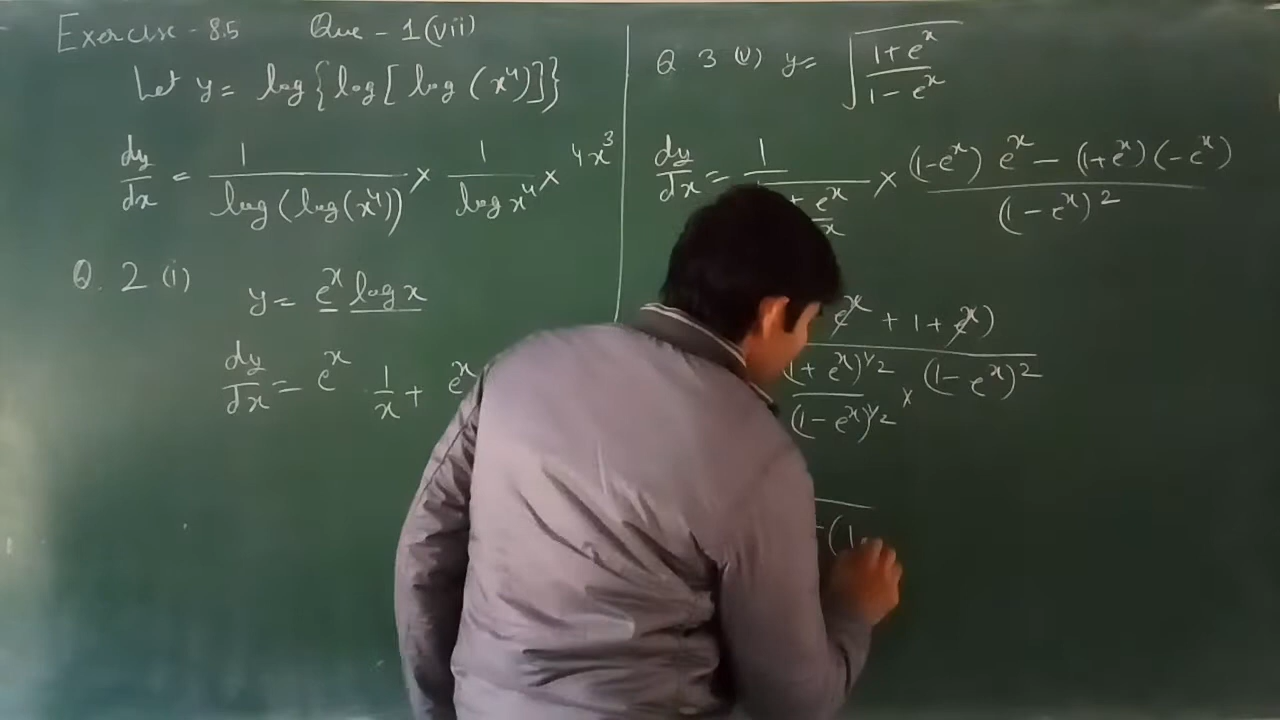 Exercise - 8.5 Que - 1(vii)
Let y = log{log[log(x⁴)]}
dy/dx = 1/log(log(x⁴)) × 1/log x⁴ × 4x³
Q. 2 (i) y = eˣ log x
dy/dx = eˣ 1/x + eˣ
Q 3 (v) y = √((1+eˣ)/(1-eˣ))
dy/dx = 1 / + eˣ / x × ((1-eˣ) eˣ - (1+eˣ)(-eˣ)) / (1-eˣ)2
eˣ + 1 + eˣ)
(1+eˣ)^1/2 / (1-eˣ)^1/2 × (1-eˣ)2
(1